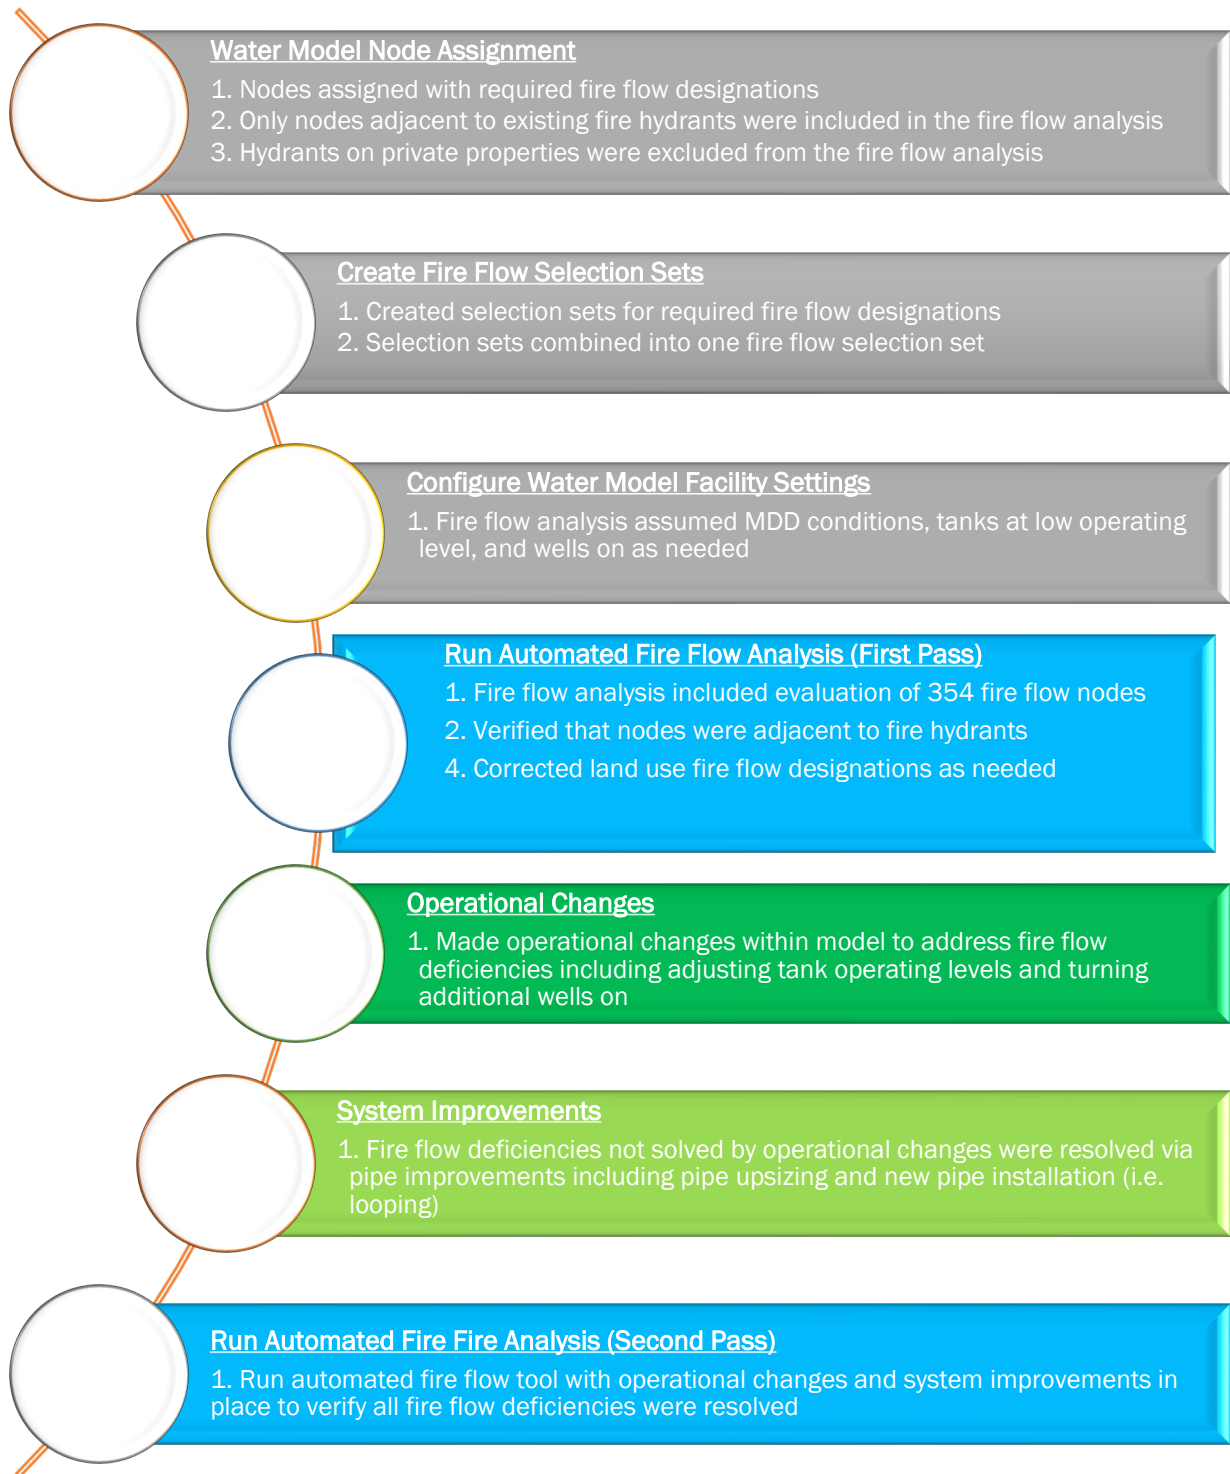 Water Model Node Assignment
1. Nodes assigned with required fire flow designations
2. Only nodes adjacent to existing fire hydrants were included in the fire flow analysis
3. Hydrants on private properties were excluded from the fire flow analysis
Create Fire Flow Selection Sets
1. Created selection sets for required fire flow designations
2. Selection sets combined into one fire flow selection set
Configure Water Model Facility Settings
1. Fire flow analysis assumed MDD conditions, tanks at low operating
level, and wells on as needed
Run Automated Fire Flow Analysis (First Pass)
1. Fire flow analysis included evaluation of 354 fire flow nodes
2. Verified that nodes were adjacent to fire hydrants
4. Corrected land use fire flow designations as needed
Operational Changes
1. Made operational changes within model to address fire flow
deficiencies including adjusting tank operating levels and turning
additional wells on
System Improvements
1. Fire flow deficiencies not solved by operational changes were resolved via
pipe improvements including pipe upsizing and new pipe installation (i.e.
looping)
Run Automated Fire Fire Analysis (Second Pass)
1. Run automated fire flow tool with operational changes and system improvements in
place to verify all fire flow deficiencies were resolved